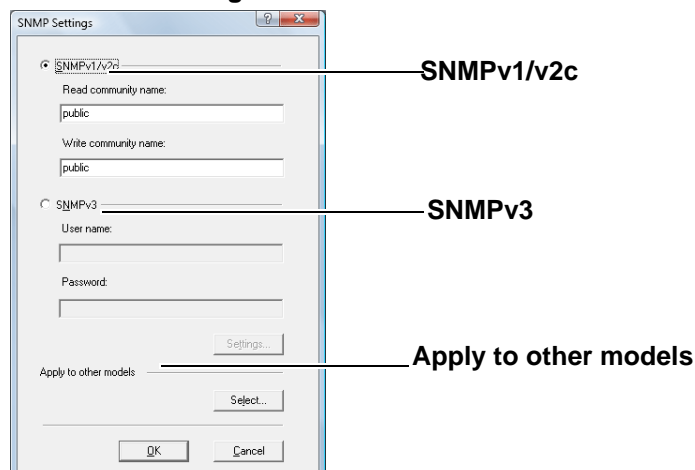 SNMP Settings
SNMPv1/v2c
SNMPv1/v2c
Read community name:
public
Write community name:
public
SNMPv3
SNMPv3
User name:
Password:
Settings...
Apply to other models
Apply to other models
Select...
OK
Cancel